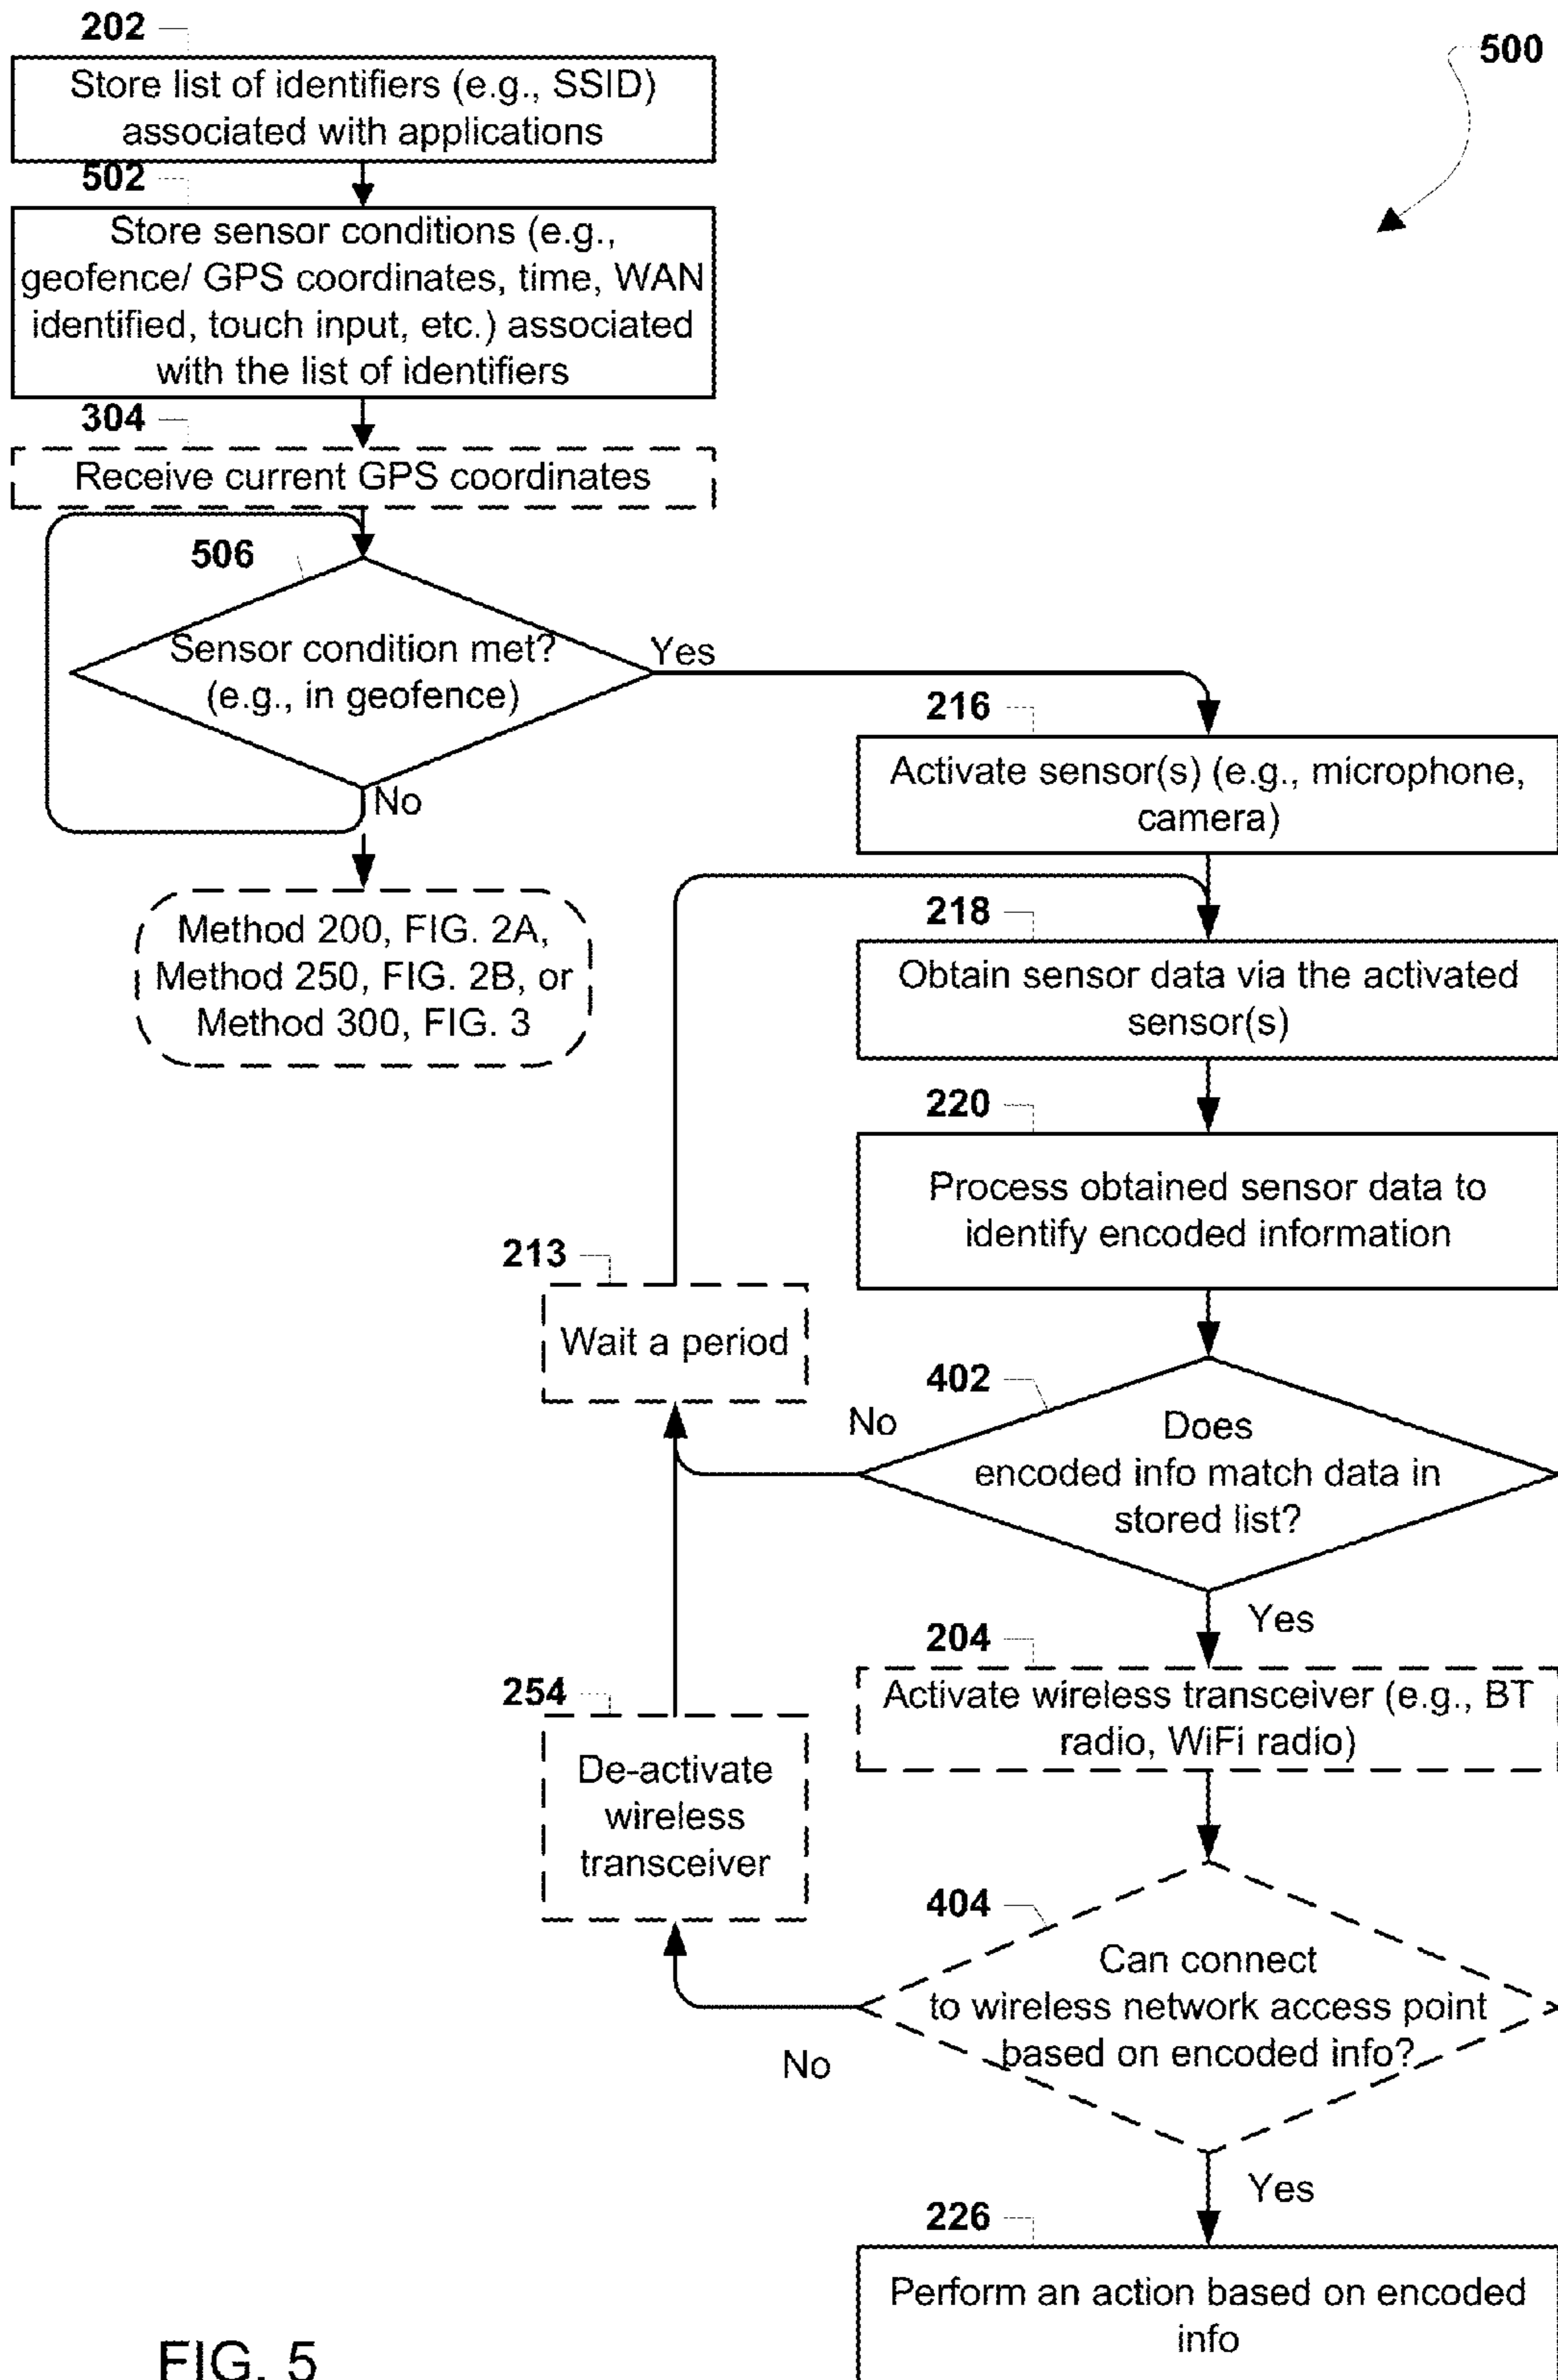 202
500
Store list of identifiers (e.g., SSID)
associated with applications
502
Store sensor conditions (e.g.,
geofence/ GPS coordinates, time, WAN
identified, touch input, etc.) associated
with the list of identifiers
304
Receive current GPS coordinates
506
Sensor condition met?
(e.g., in geofence)
Yes
No
Method 200, FIG. 2A,
Method 250, FIG. 2B, or
Method 300, FIG. 3
216
Activate sensor(s) (e.g., microphone,
camera)
218
Obtain sensor data via the activated
sensor(s)
220
Process obtained sensor data to
identify encoded information
213
Wait a period
402
No
Does
encoded info match data in
stored list?
Yes
204
Activate wireless transceiver (e.g., BT
radio, WiFi radio)
254
De-activate
wireless
transceiver
404
Can connect
to wireless network access point
based on encoded info?
No
Yes
226
Perform an action based on encoded
info
FIG. 5